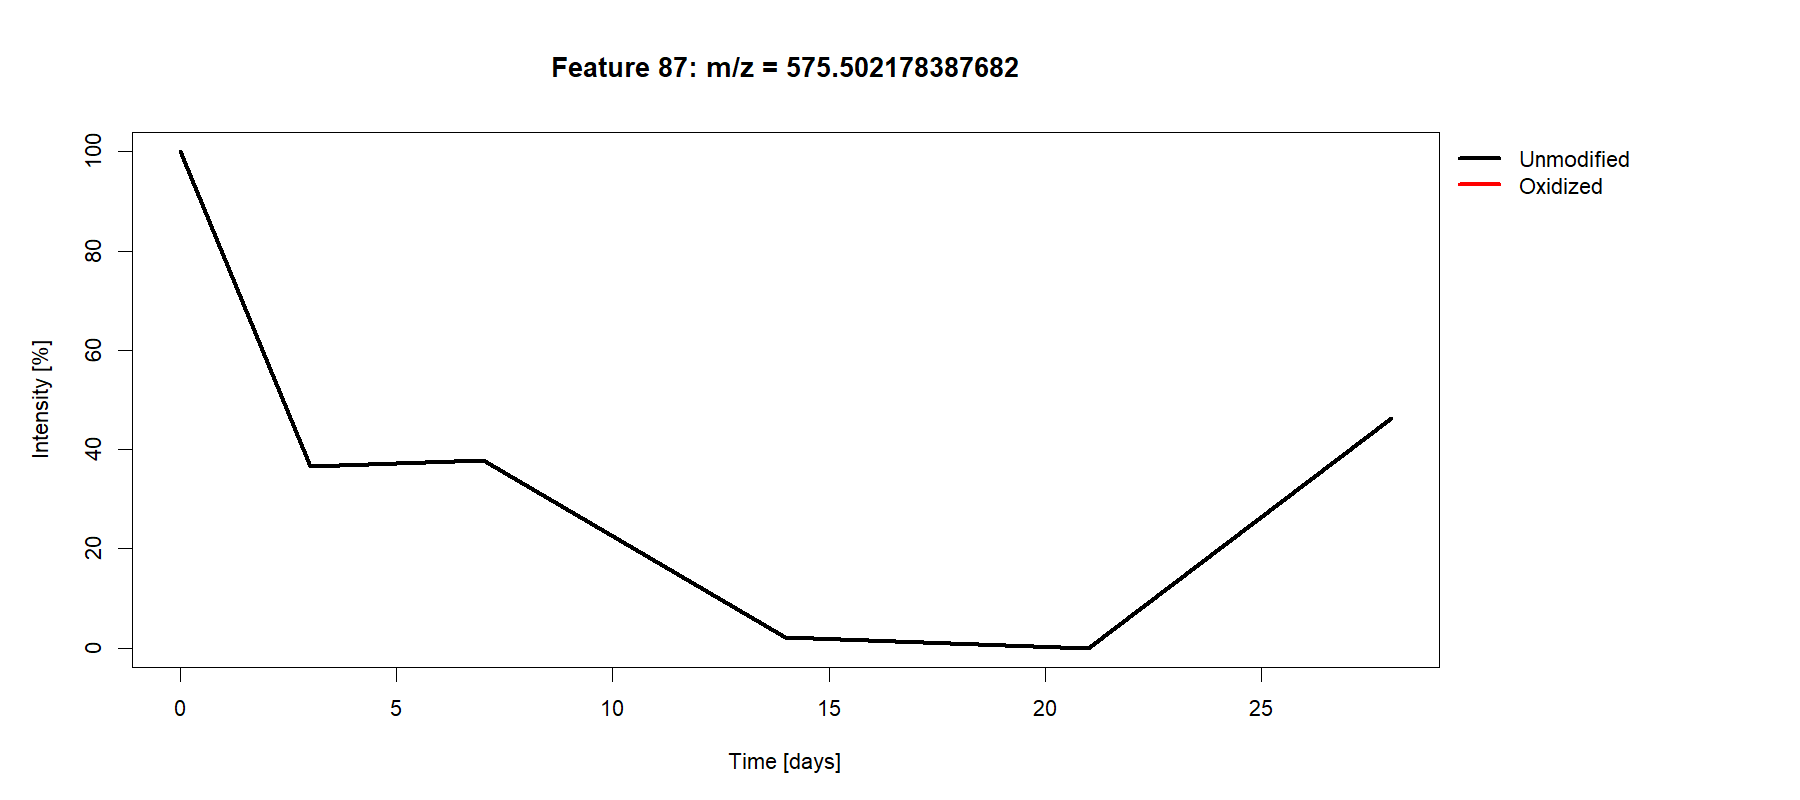 Feature 87: m/z = 575.502178387682
Unmodified
Oxidized
Intensity [%]
100
80
60
40
20
0
0 5 10 15 20 25
Time [days]